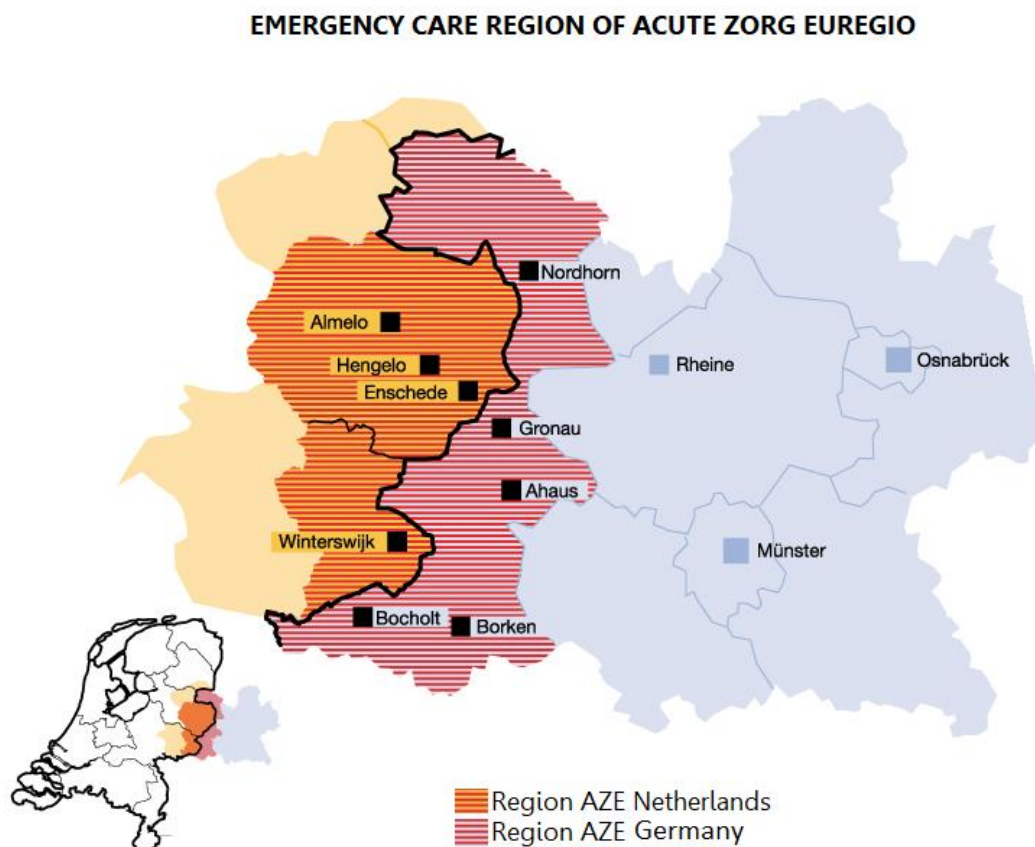 EMERGENCY CARE REGION OF ACUTE ZORG EUREGIO
Nordhorn
Almelo
Hengelo
Rheine
Osnabrück
Enschede
Gronau
Ahaus
Winterswijk
Münster
Bocholt
Borken
Region AZE Netherlands
Region AZE Germany